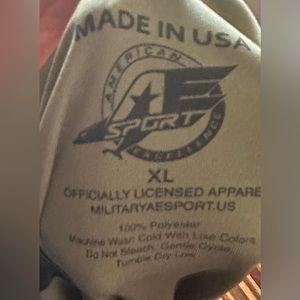 MADE IN USA
AMERICAN
AE
SPORT
EXCELLENCE
XL
OFFICIALLY LICENSED APPARE
MILITARYAESPORT.US
100% Polyester
Machine Wash Cold With Like Colors
Do Not Bleach, Gentle Cycle,
Tumble Dry Low